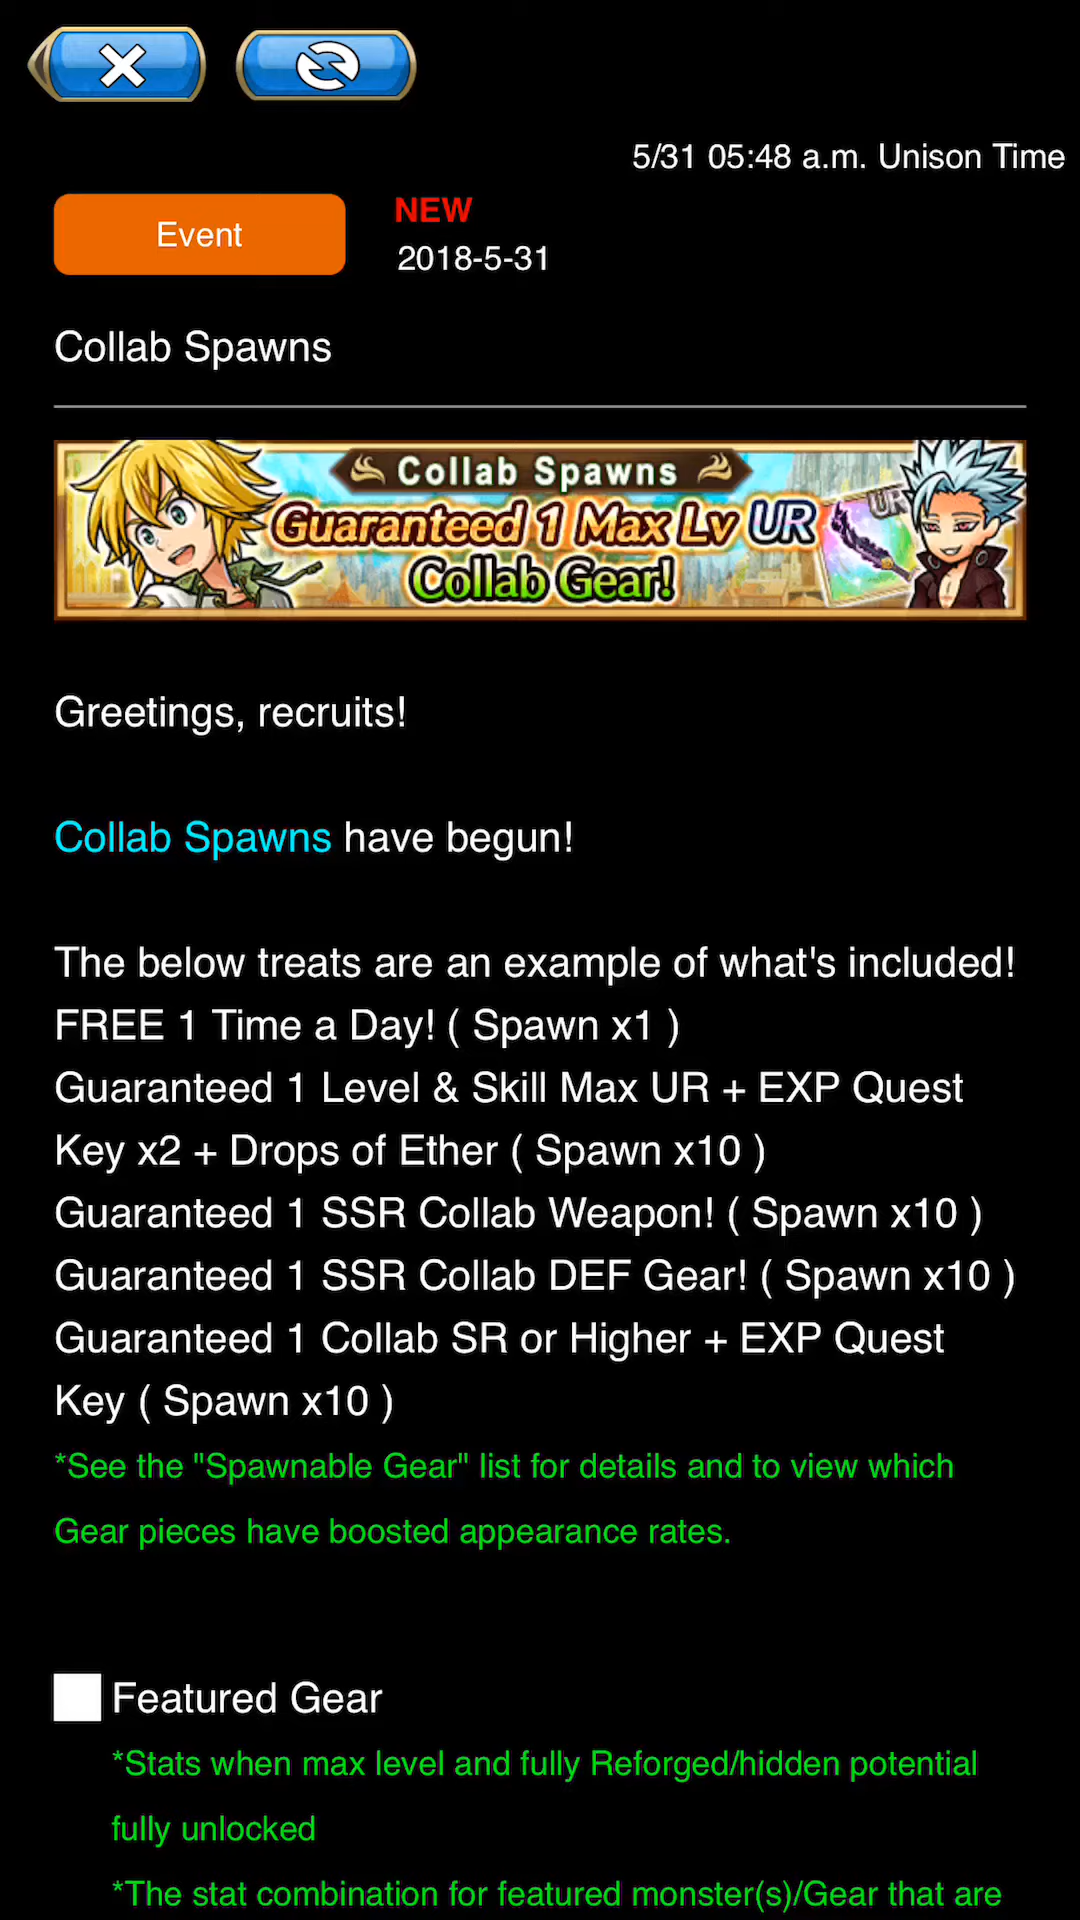 5/31 05:48 a.m. Unison Time
Event
NEW
2018-5-31
Collab Spawns
Collab Spawns
Guaranteed 1 Max Lv UR
UR
Collab Gear!
Greetings, recruits!
Collab Spawns have begun!
The below treats are an example of what's included!
FREE 1 Time a Day! ( Spawn x1 )
Guaranteed 1 Level & Skill Max UR + EXP Quest
Key x2 + Drops of Ether ( Spawn x10 )
Guaranteed 1 SSR Collab Weapon! ( Spawn x10 )
Guaranteed 1 SSR Collab DEF Gear! ( Spawn x10 )
Guaranteed 1 Collab SR or Higher + EXP Quest
Key ( Spawn x10 )
*See the "Spawnable Gear" list for details and to view which
Gear pieces have boosted appearance rates.
Featured Gear
*Stats when max level and fully Reforged/hidden potential
fully unlocked
*The stat combination for featured monster(s)/Gear that are